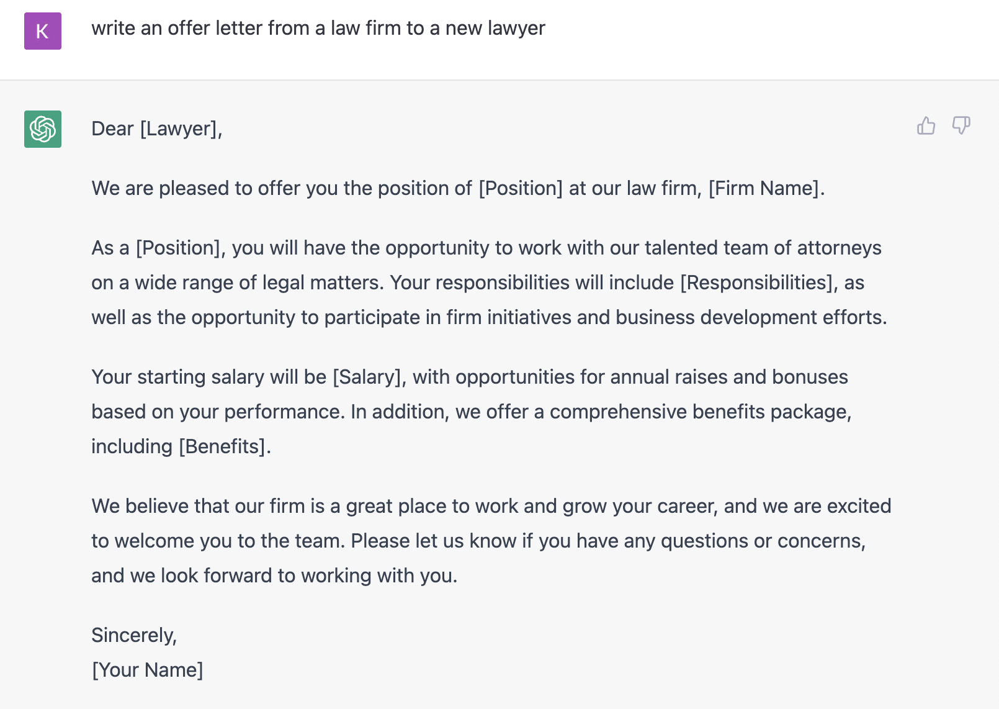 K
write an offer letter from a law firm to a new lawyer
Dear [Lawyer],
We are pleased to offer you the position of [Position] at our law firm, [Firm Name].
As a [Position], you will have the opportunity to work with our talented team of attorneys
on a wide range of legal matters. Your responsibilities will include [Responsibilities], as
well as the opportunity to participate in firm initiatives and business development efforts.
Your starting salary will be [Salary], with opportunities for annual raises and bonuses
based on your performance. In addition, we offer a comprehensive benefits package,
including [Benefits].
We believe that our firm is a great place to work and grow your career, and we are excited
to welcome you to the team. Please let us know if you have any questions or concerns,
and we look forward to working with you.
Sincerely,
[Your Name]